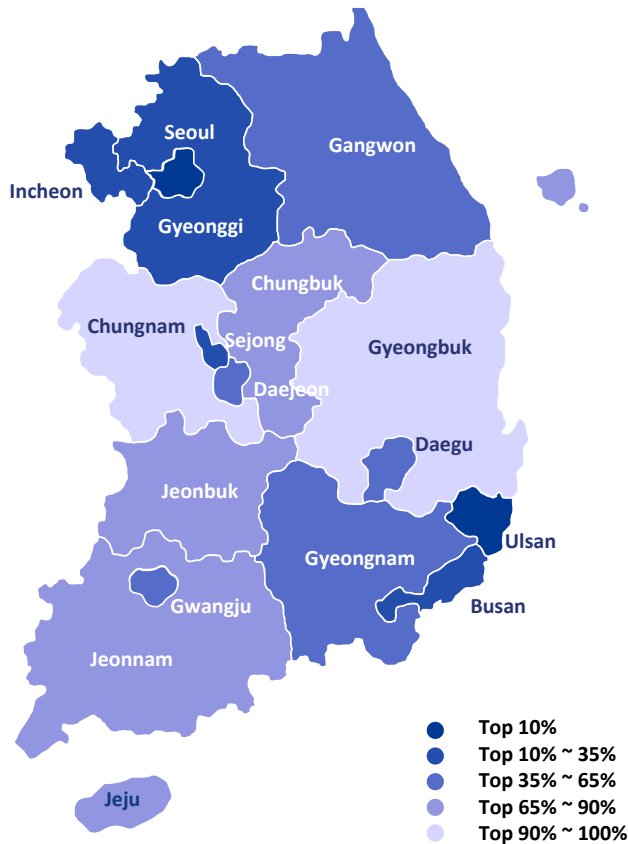 Seoul
Gangwon
Incheon
Gyeonggi
Chungbuk
Chungnam
Sejong
Gyeongbuk
Daejeon
Daegu
Jeonbuk
Ulsan
Gyeongnam
Gwangju
Busan
Jeonnam
Top 10%
Top 10% ~ 35%
Top 35% ~ 65%
Jeju
Top 65% ~ 90%
Top 90% ~ 100%